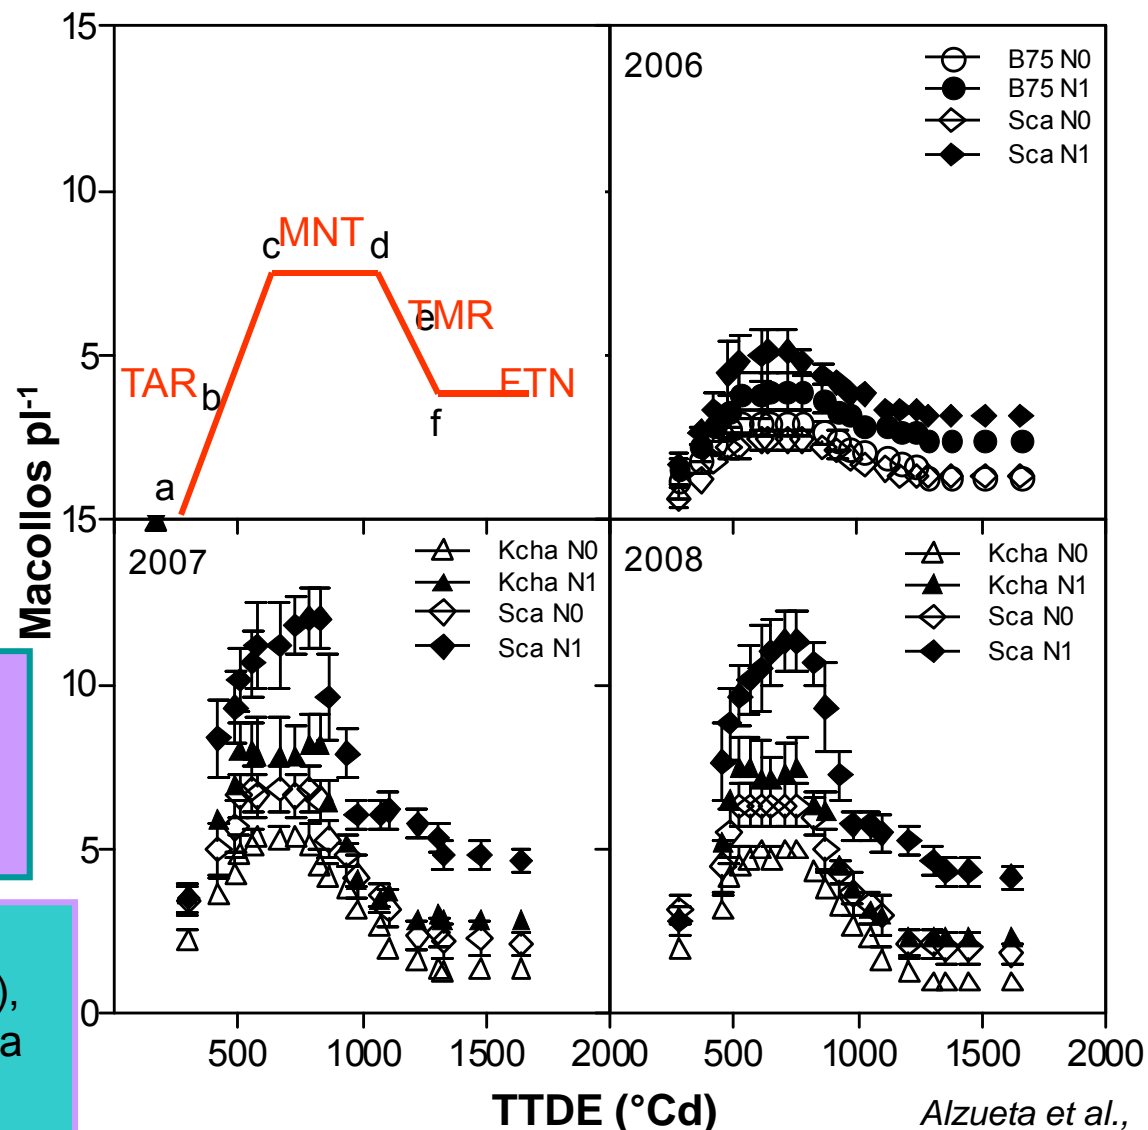 15
10
5
15
10
5
0
Macollos pl-1
a
TAR
b
c
MNT
d
TMR
e
FTN
f
2006
B75 N0
B75 N1
Sca N0
Sca N1
2007
Kcha N0
Kcha N1
Sca N0
Sca N1
2008
Kcha N0
Kcha N1
Sca N0
Sca N1
500 1000 1500 2000 500 1000 1500 2000
TTDE (°Cd)
Alzueta et al.,
),
a